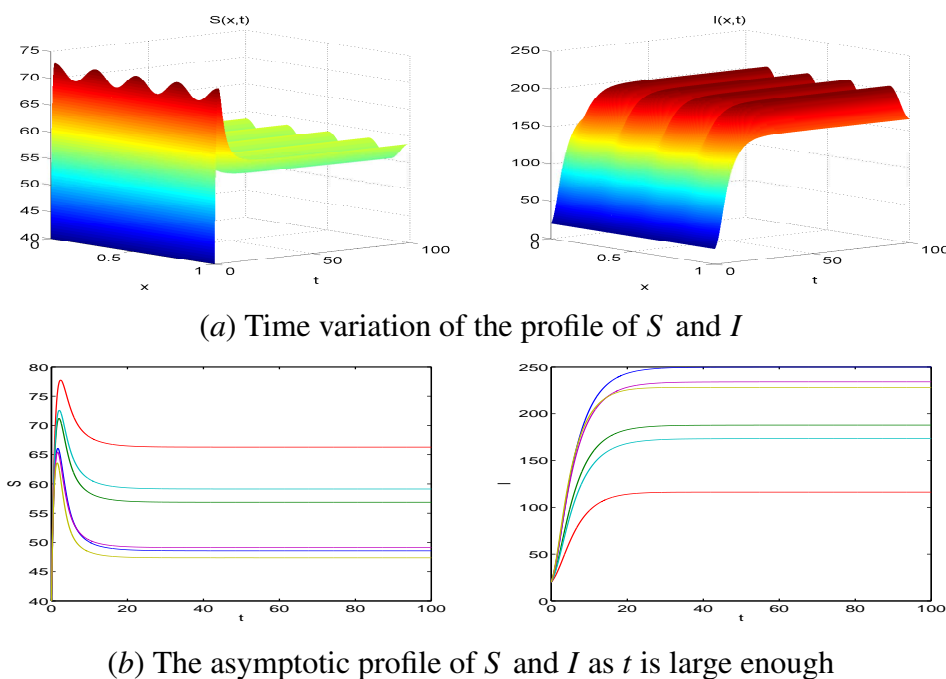 S(x,t)
I(x,t)
75
70
65
60
55
50
45
40
0
0.5
1
x
0
50
100
t
250
200
150
100
50
0
0
0.5
1
x
0
50
100
t
(a) Time variation of the profile of S and I
80
75
70
65
60
55
50
45
40
S
0 20 40 60 80 100
t
250
200
150
100
50
0
I
0 20 40 60 80 100
t
(b) The asymptotic profile of S and I as t is large enough